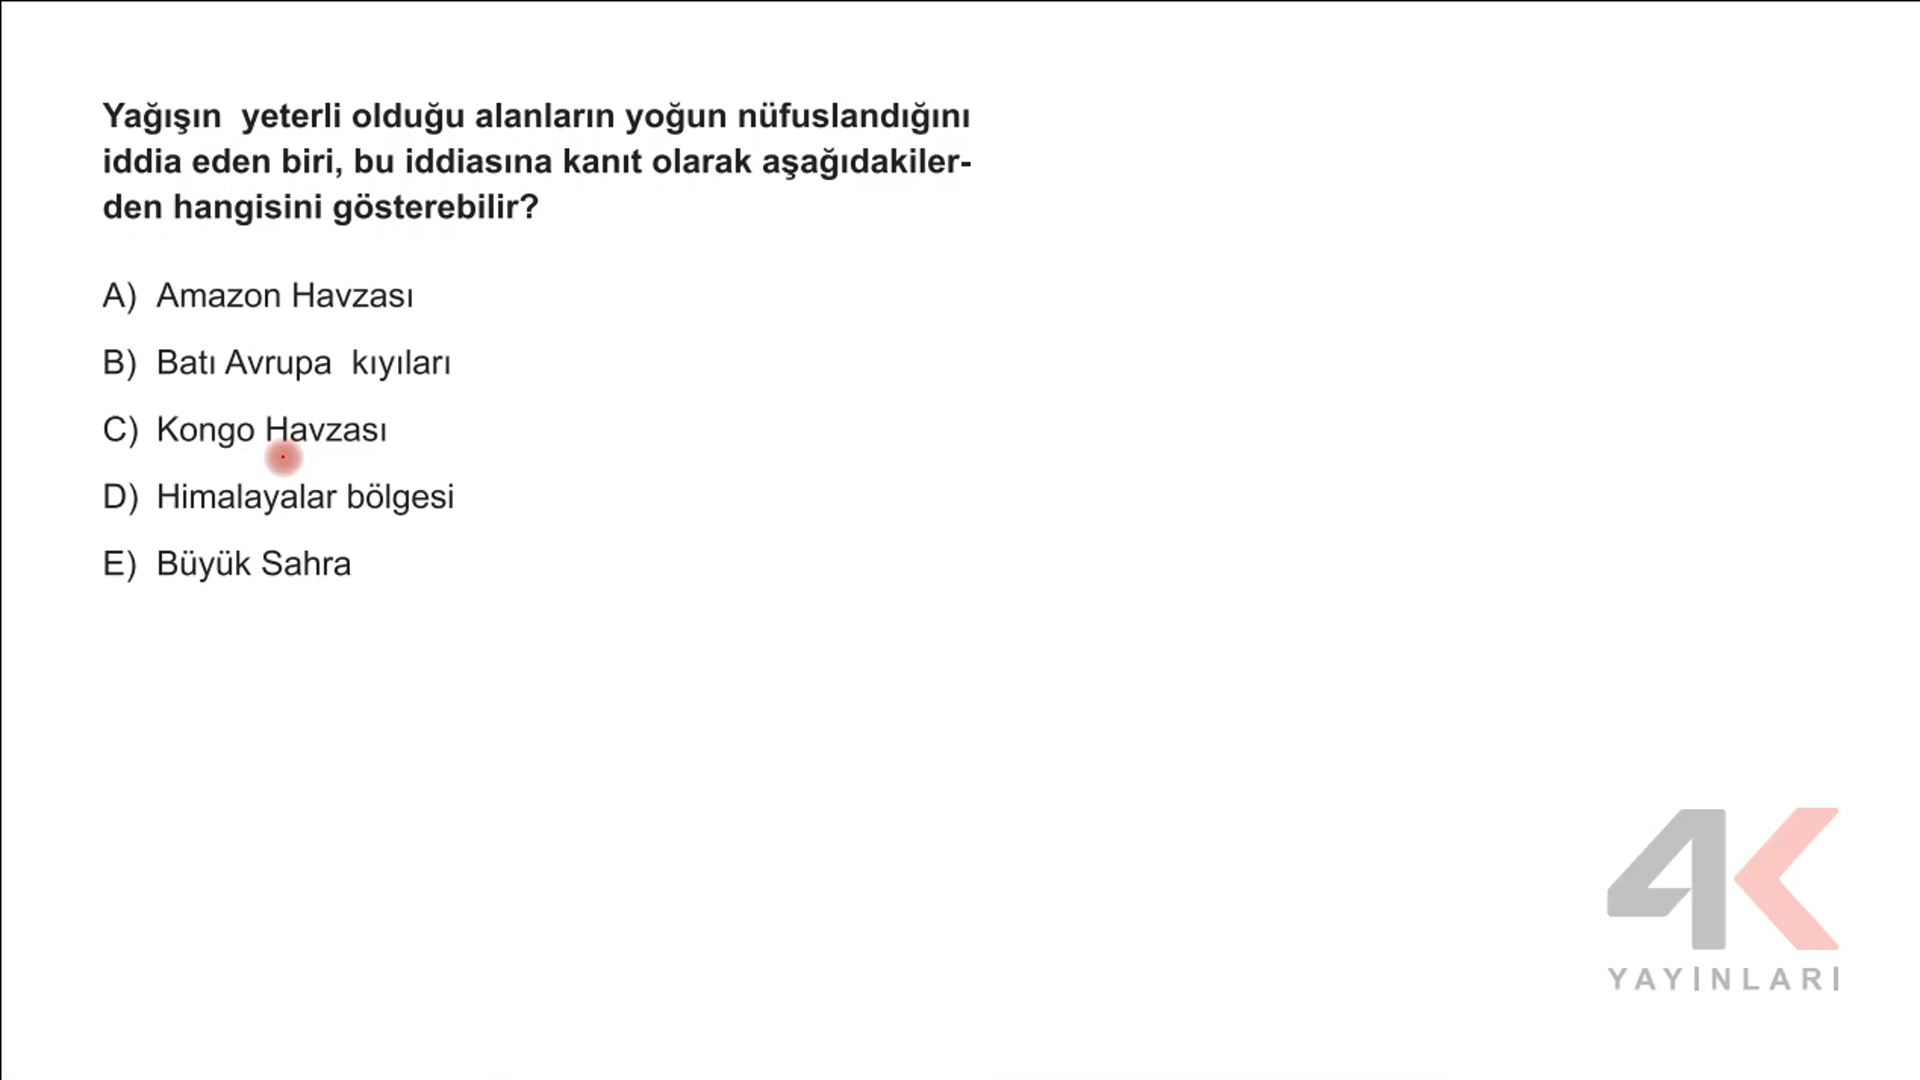 Yağışın  yeterli olduğu alanların yoğun nüfuslandığını
iddia eden biri, bu iddiasına kanıt olarak aşağıdakiler-
den hangisini gösterebilir?
A)  Amazon Havzası
B)  Batı Avrupa  kıyıları
C)  Kongo Havzası
D)  Himalayalar bölgesi
E)  Büyük Sahra
4K
YAYINLARI